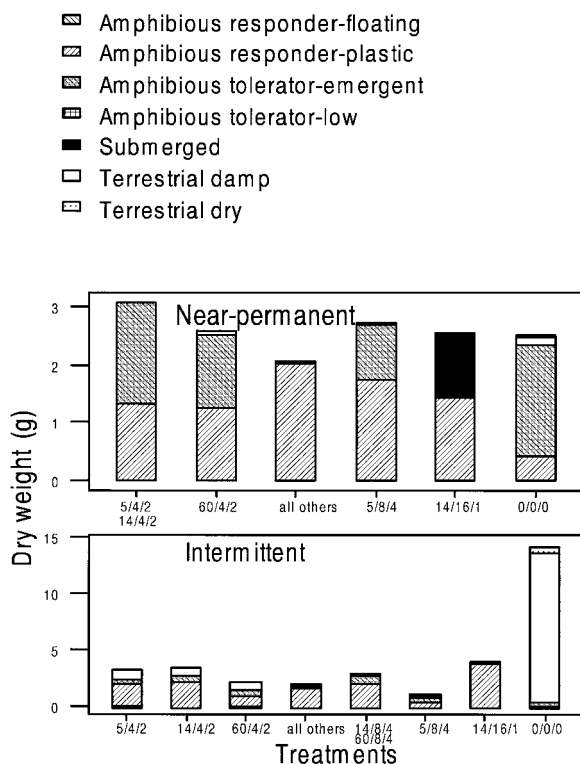 Amphibious responder-floating
Amphibious responder-plastic
Amphibious tolerator-emergent
Amphibious tolerator-low
Submerged
Terrestrial damp
Terrestrial dry
Near-permanent
3
2
1
0
5/4/2 60/4/2 all others 5/8/4 14/16/1 0/0/0
14/4/2
Dry weight (g)
Intermittent
15
10
5
0
5/4/2 14/4/2 60/4/2 all others 14/8/4 5/8/4 14/16/1 0/0/0
60/8/4
Treatments